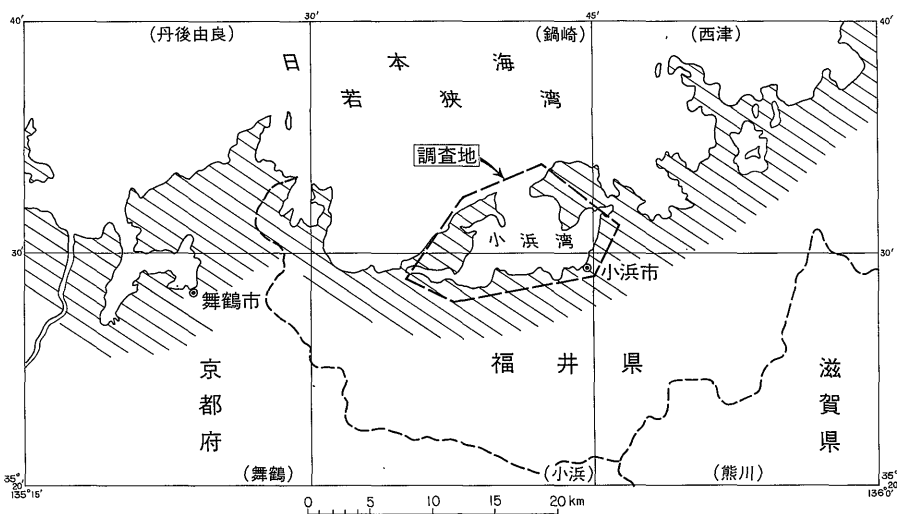 40′
30′
45′
40′
(丹後由良)
(鍋崎)
(西津)
日本海
若狭湾
調査地
小浜湾
30′
30′
小浜市
舞鶴市
京都府
福井県
滋賀県
(舞鶴)
(小浜)
(熊川)
35°20′
135°15′
35°20′
136°0′
0 5 10 15 20 km